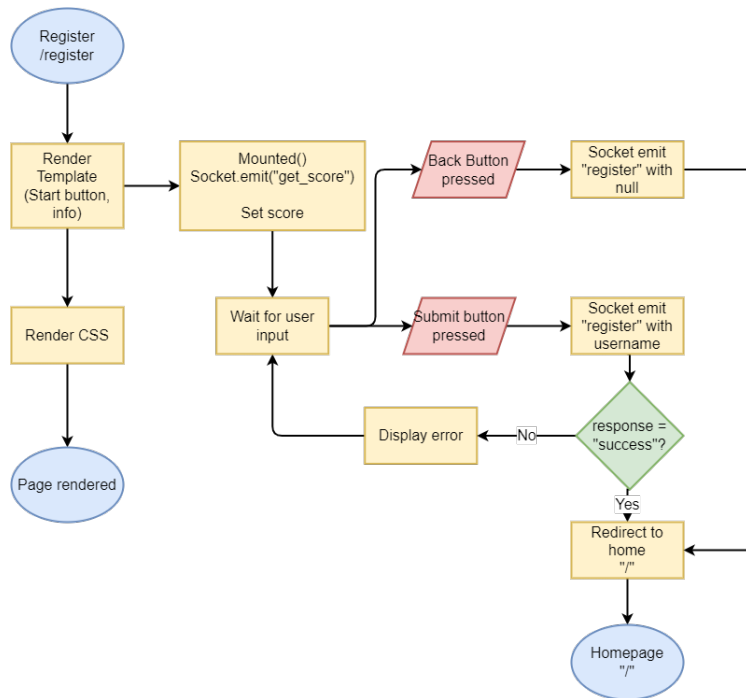 Register
/register
Render
Template
(Start button,
info)
Mounted()
Socket.emit("get_score")
Set score
Back Button
pressed
Socket emit
"register" with
null
Wait for user
input
Submit button
pressed
Socket emit
"register" with
username
Render CSS
response =
"success"?
No
Display error
Page rendered
Yes
Redirect to
home
"/"
Homepage
"/"